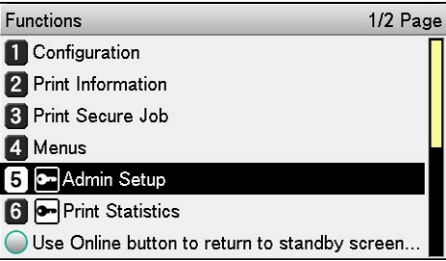 Functions 1/2 Page
1 Configuration
2 Print Information
3 Print Secure Job
4 Menus
5 Admin Setup
6 Print Statistics
Use Online button to return to standby screen...